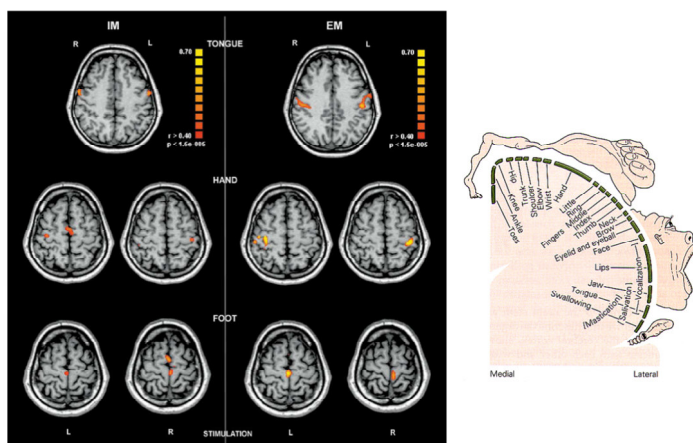 IM EM
R L TONGUE R L
0.70 0.70
r > 0.40 r > 0.40
p < 1.5e-005 p < 1.5e-005
HAND
FOOT
L R STIMULATION L R
Hip
Knee
Ankle
Toes
Trunk
Shoulder
Elbow
Wrist
Hand
Little
Ring
Middle
Index
Thumb
Fingers
Neck
Brow
Eyelid and eyeball
Face
Lips
Jaw
Tongue
Swallowing
[Mastication]
Salivation]
Vocalization]
Medial Lateral